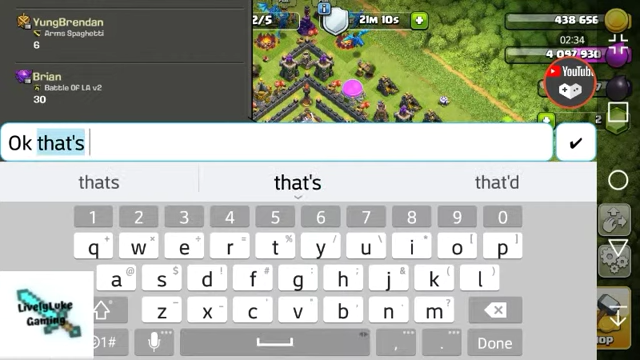 YungBrendan
Arms Spaghetti
6
Brian
Battle Of LA v2
30
2/5
21M 10s
438 656
02:34
4 097 930
YouTube
Ok that's
thats that's that'd
1 2 3 4 5 6 7 8 9 0
q w e r t y u i o p
a s d f g h j k l
z x c v b n m
1#
, .
Done
LivelyLuke
Gaming